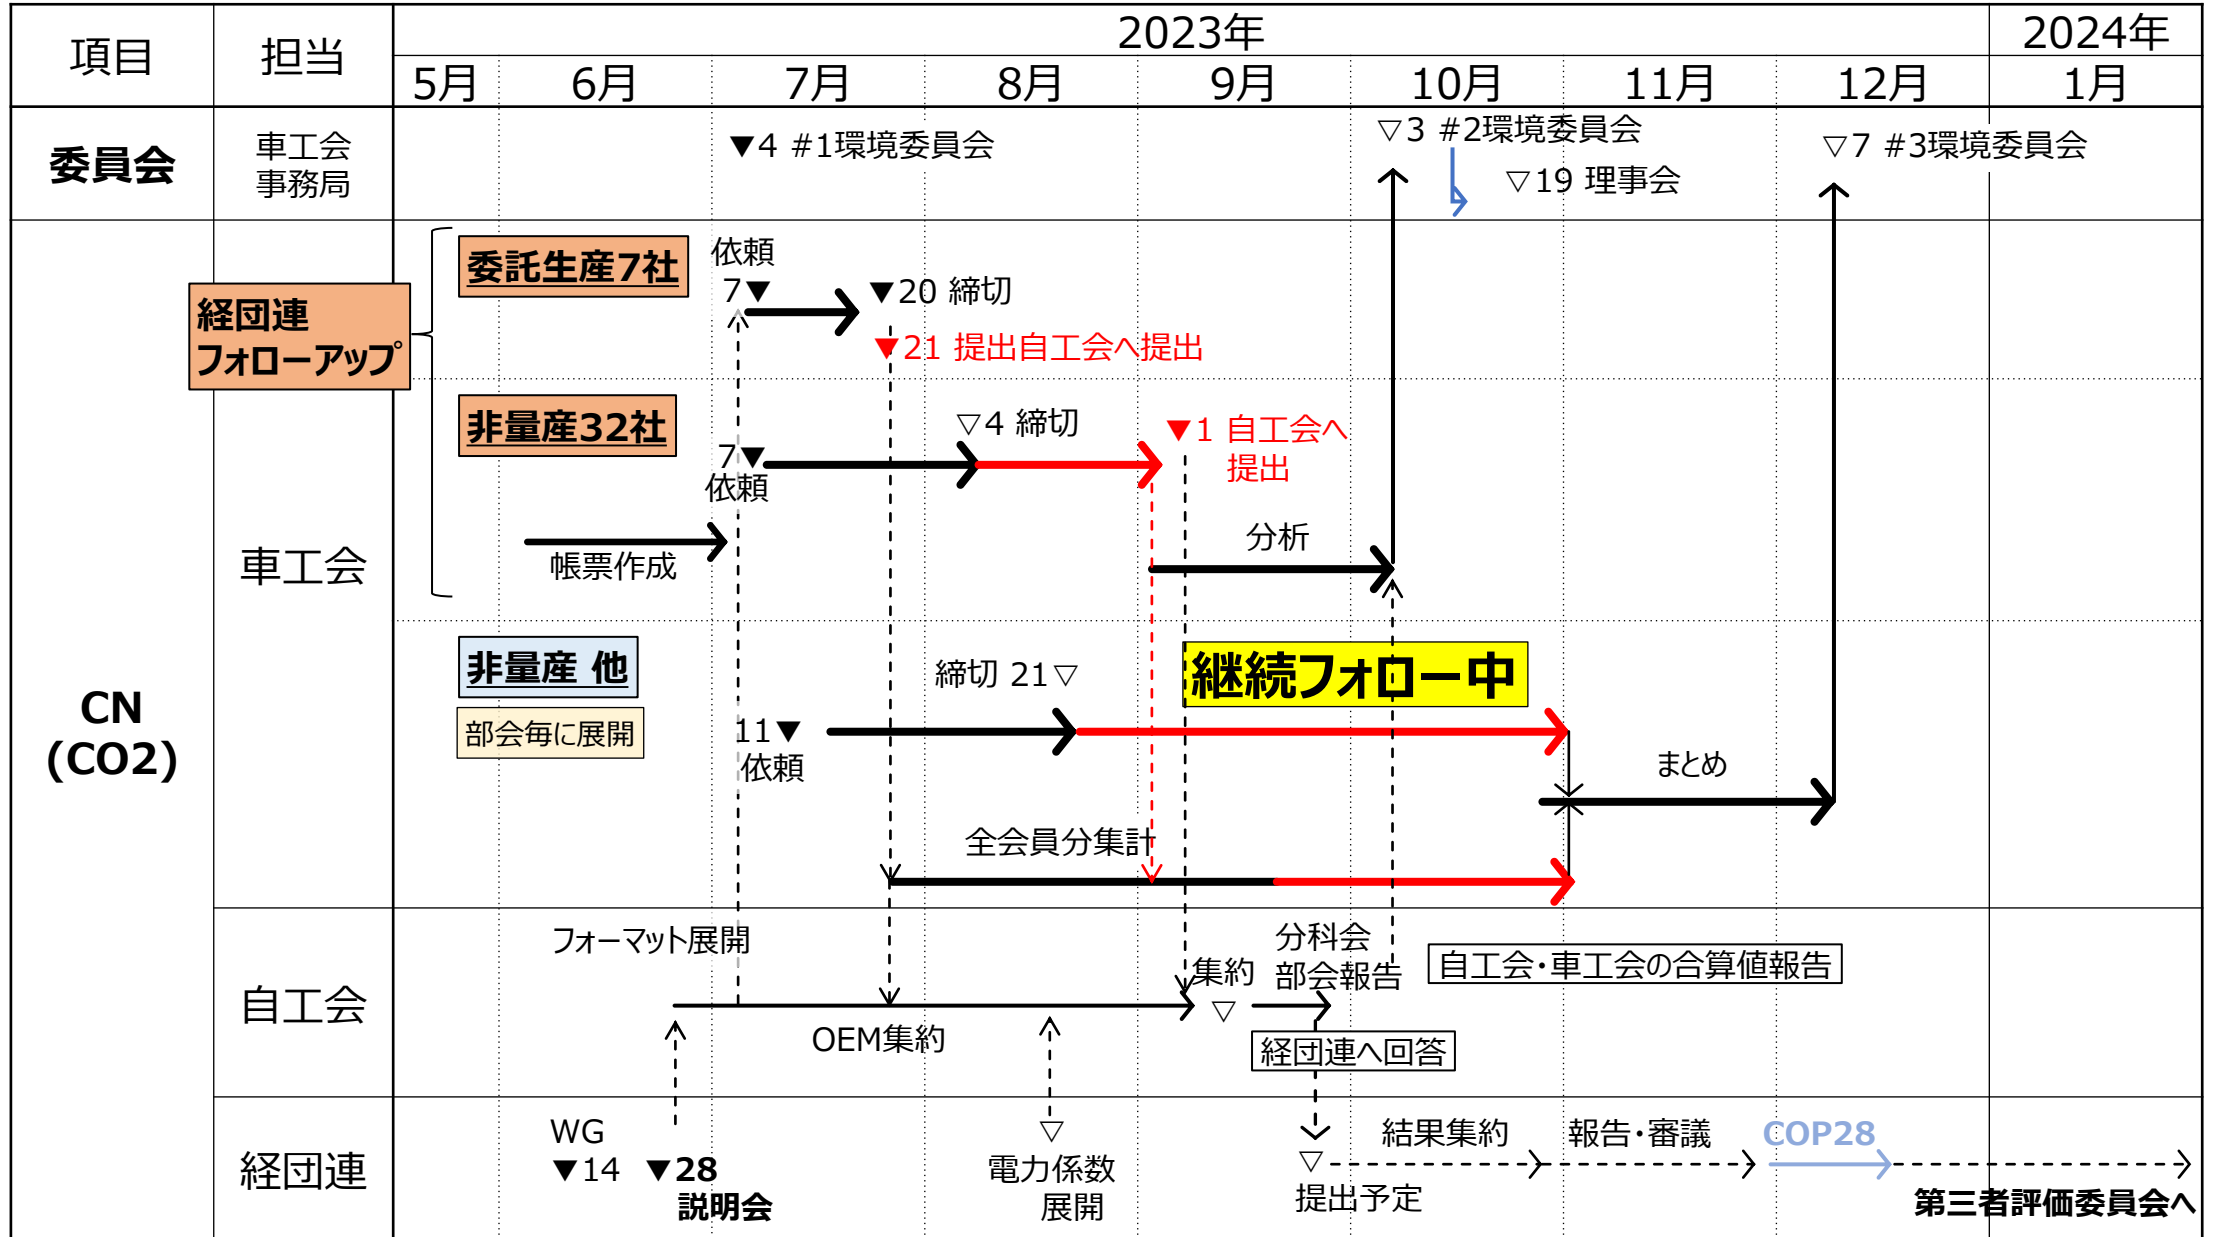 項目
担当
2023年
2024年
5月
6月
7月
8月
9月
10月
11月
12月
1月
委員会
車工会
事務局
▼4 #1環境委員会
▽3 #2環境委員会
▽19 理事会
▽7 #3環境委員会
CN
(CO2)
車工会
経団連
フォローアップ
委託生産7社
依頼
7▼
▼20 締切
▼21 提出自工会へ提出
非量産32社
7▼
依頼
▽4 締切
▼1 自工会へ
提出
帳票作成
分析
非量産 他
部会毎に展開
11▼
依頼
締切 21▽
継続フォロー中
まとめ
全会員分集計
自工会
フォーマット展開
OEM集約
集約
▽
分科会
部会報告
自工会・車工会の合算値報告
経団連へ回答
経団連
WG
▼14
▼28
説明会
▽
電力係数
展開
▽
提出予定
結果集約
報告・審議
COP28
第三者評価委員会へ